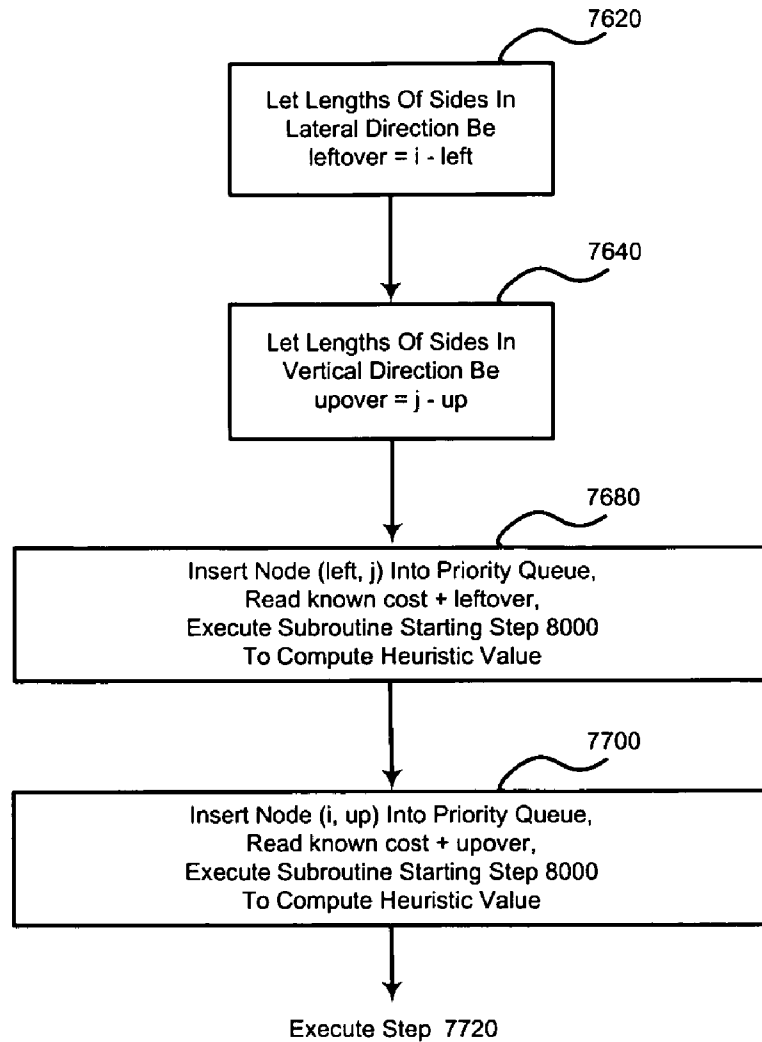 7620
Let Lengths Of Sides In
Lateral Direction Be
leftover = i - left
7640
Let Lengths Of Sides In
Vertical Direction Be
upover = j - up
7680
Insert Node (left, j) Into Priority Queue,
Read known cost + leftover,
Execute Subroutine Starting Step 8000
To Compute Heuristic Value
7700
Insert Node (i, up) Into Priority Queue,
Read known cost + upover,
Execute Subroutine Starting Step 8000
To Compute Heuristic Value
Execute Step 7720